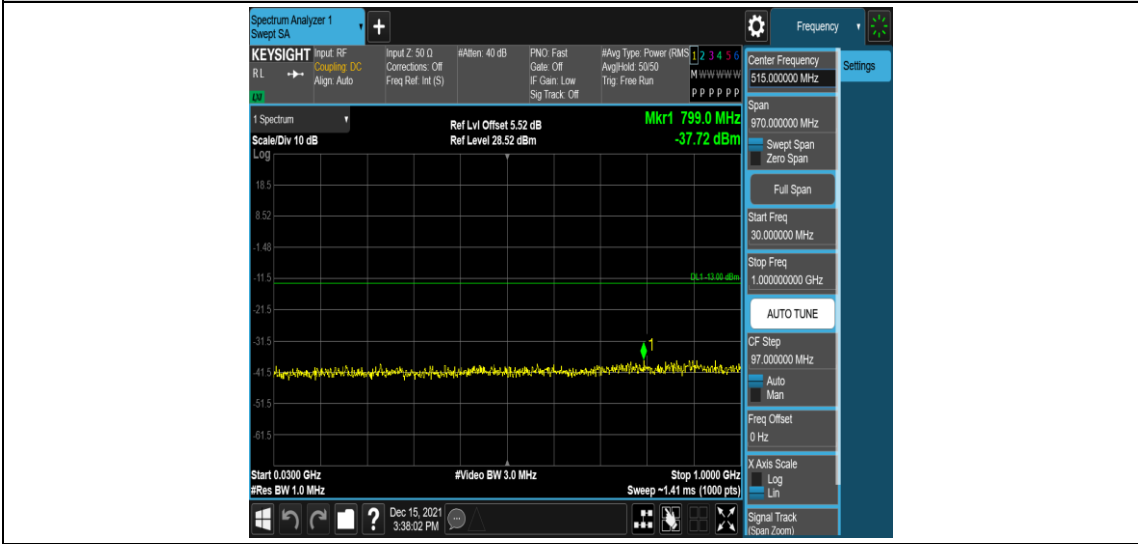 Spectrum Analyzer 1
Swept SA
+
Frequency
KEYSIGHT
RL
Input: RF
Coupling: DC
Align: Auto
Input Z: 50 Ω
Corrections: Off
Freq Ref: Int (S)
#Atten: 40 dB
PNO: Fast
Gate: Off
IF Gain: Low
Sig Track: Off
#Avg Type: Power (RMS
Avg|Hold: 50/50
Trig: Free Run
1 2 3 4 5 6
M W W W W W
P P P P P P
1 Spectrum
Scale/Div 10 dB
Log
Ref Lvl Offset 5.52 dB
Ref Level 28.52 dBm
Mkr1 799.0 MHz
-37.72 dBm
18.5
8.52
-1.48
-11.5
DL1 -13.00 dBm
-21.5
-31.5
1
-41.5
-51.5
-61.5
Start 0.0300 GHz
#Video BW 3.0 MHz
Stop 1.0000 GHz
#Res BW 1.0 MHz
Sweep ~1.41 ms (1000 pts)
?
Dec 15, 2021
3:38:02 PM
Center Frequency
515.000000 MHz
Settings
Span
970.000000 MHz
Swept Span
Zero Span
Full Span
Start Freq
30.000000 MHz
Stop Freq
1.000000000 GHz
AUTO TUNE
CF Step
97.000000 MHz
Auto
Man
Freq Offset
0 Hz
X Axis Scale
Log
Lin
Signal Track
(Span Zoom)